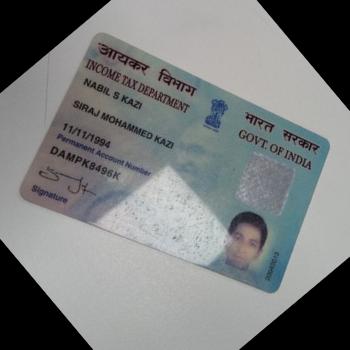 आयकर विभाग
INCOME TAX DEPARTMENT
भारत सरकार
GOVT. OF INDIA
NABIL S KAZI
SIRAJ MOHAMMED KAZI
11/11/1994
Permanent Account Number
DAMPK8496K
Signature